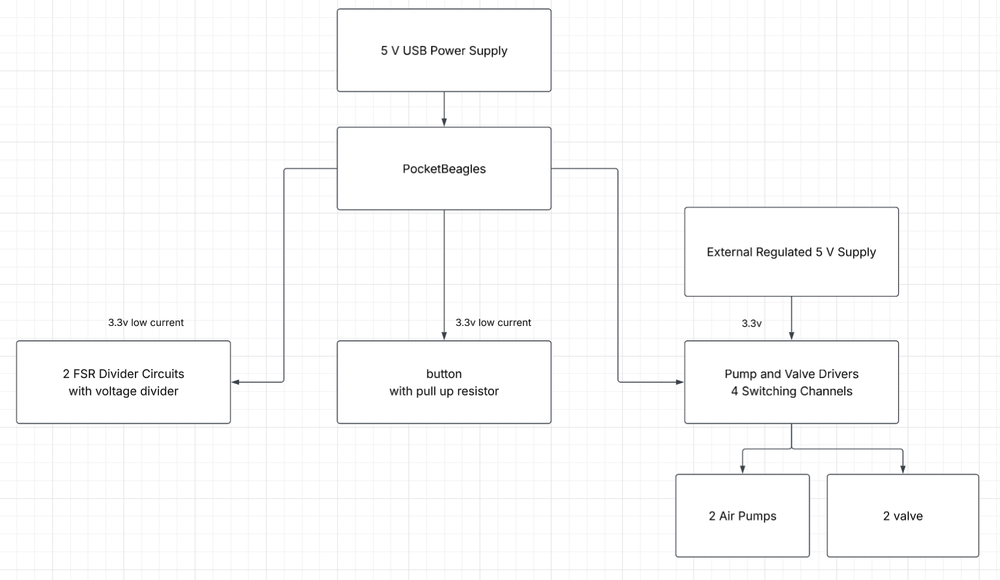 5 V USB Power Supply
PocketBeagles
External Regulated 5 V Supply
3.3v low current
3.3v low current
3.3v
2 FSR Divider Circuits
with voltage divider
button
with pull up resistor
Pump and Valve Drivers
4 Switching Channels
2 Air Pumps
2 valve